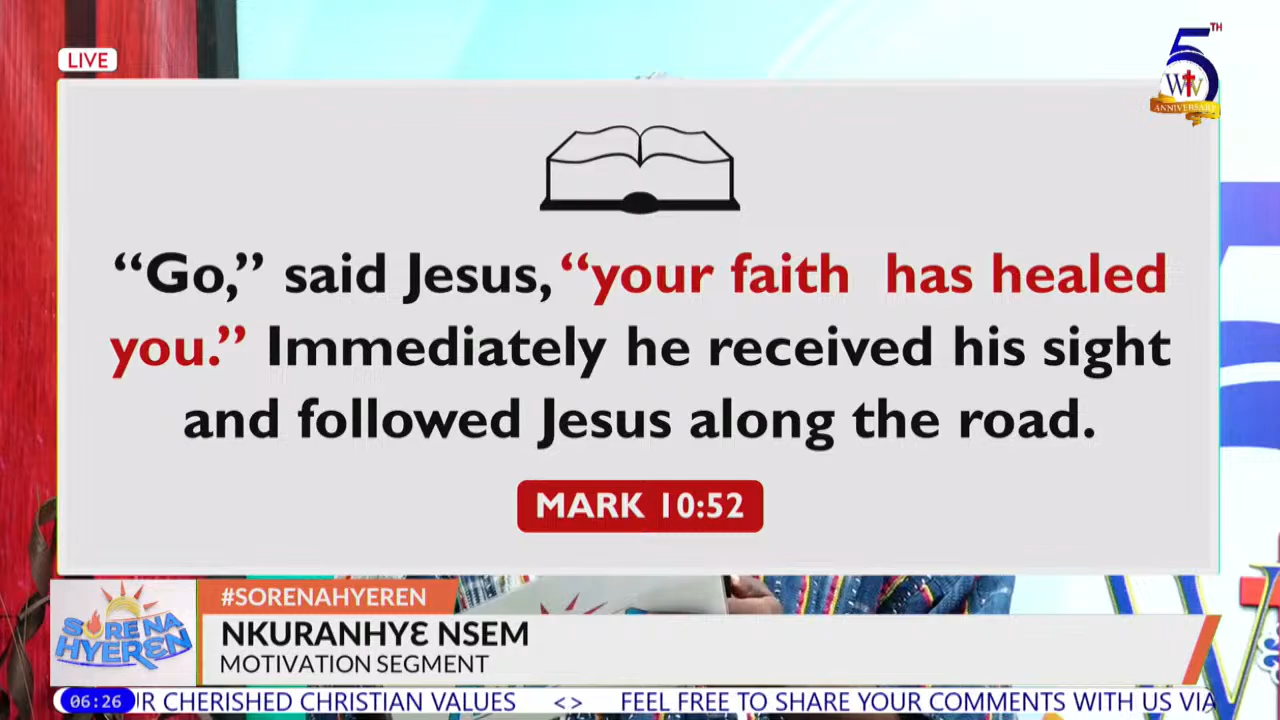 LIVE
5TH
WTV
ANNIVERSARY
“Go,” said Jesus, “your faith has healed
you.” Immediately he received his sight
and followed Jesus along the road.
MARK 10:52
#SORENAHYEREN
SORE NA
HYERƐN
NKURANHYƐ NSEM
MOTIVATION SEGMENT
06:26
IR CHERISHED CHRISTIAN VALUES <> FEEL FREE TO SHARE YOUR COMMENTS WITH US VIA